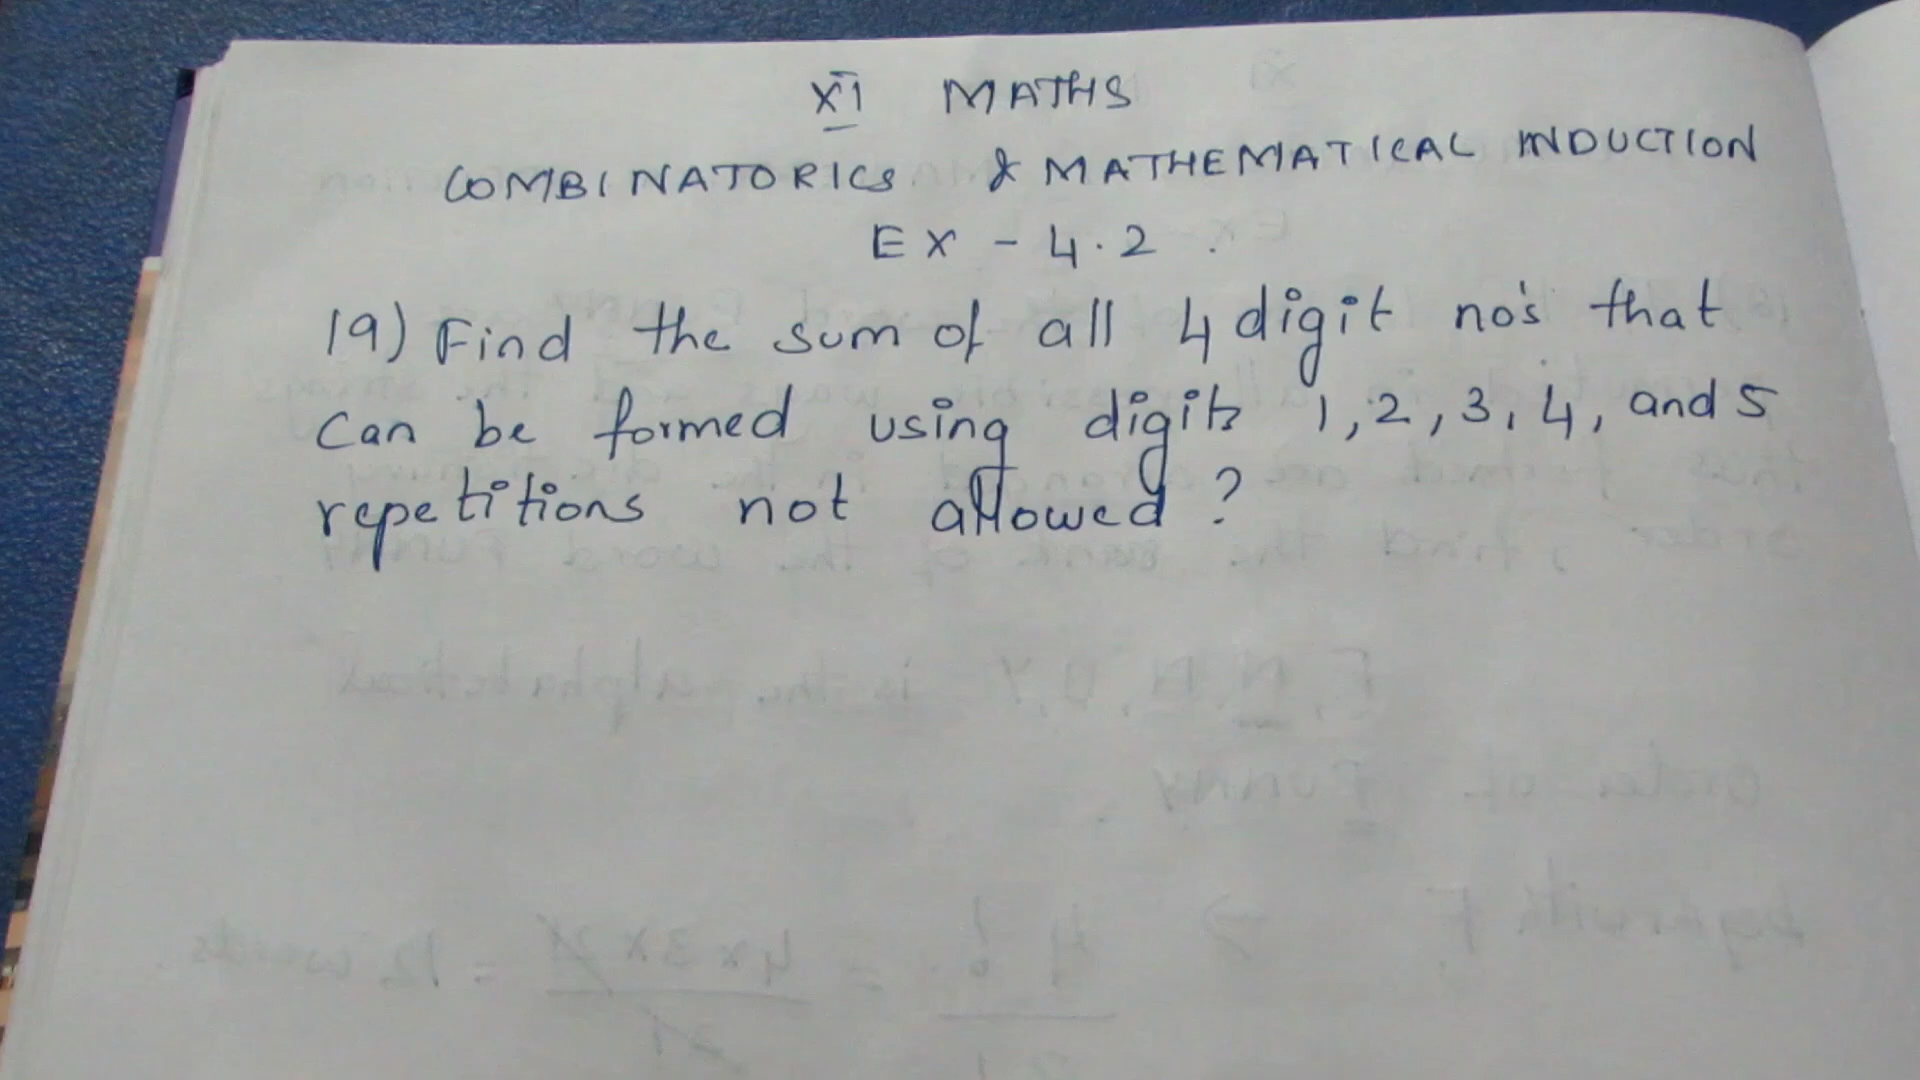 XI MATHS
COMBINATORICS & MATHEMATICAL INDUCTION
EX - 4.2.
19) Find the sum of all 4 digit no's that
can be formed using digits 1, 2, 3, 4, and 5
repetitions not allowed?